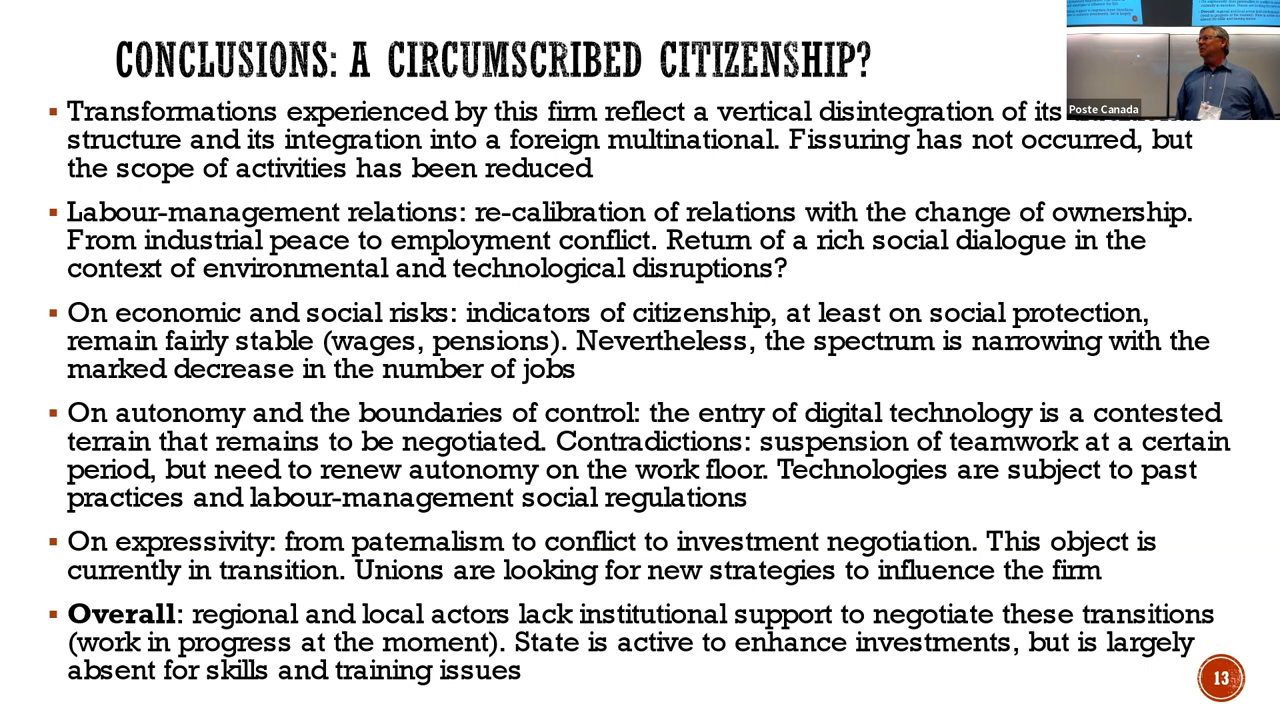 CONCLUSIONS: A CIRCUMSCRIBED CITIZENSHIP?
Poste Canada
Transformations experienced by this firm reflect a vertical disintegration of its
structure and its integration into a foreign multinational. Fissuring has not occurred, but
the scope of activities has been reduced
Labour-management relations: re-calibration of relations with the change of ownership.
From industrial peace to employment conflict. Return of a rich social dialogue in the
context of environmental and technological disruptions?
On economic and social risks: indicators of citizenship, at least on social protection,
remain fairly stable (wages, pensions). Nevertheless, the spectrum is narrowing with the
marked decrease in the number of jobs
On autonomy and the boundaries of control: the entry of digital technology is a contested
terrain that remains to be negotiated. Contradictions: suspension of teamwork at a certain
period, but need to renew autonomy on the work floor. Technologies are subject to past
practices and labour-management social regulations
On expressivity: from paternalism to conflict to investment negotiation. This object is
currently in transition. Unions are looking for new strategies to influence the firm
Overall: regional and local actors lack institutional support to negotiate these transitions
(work in progress at the moment). State is active to enhance investments, but is largely
absent for skills and training issues
13